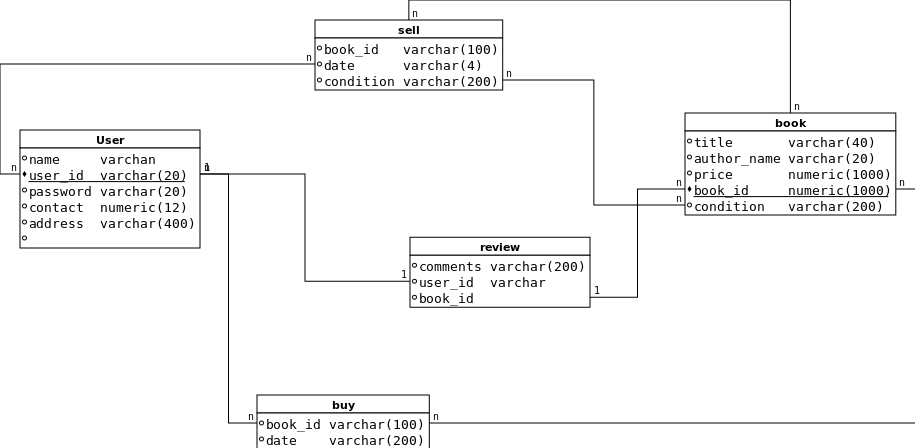 n
sell
book_id varchar(100)
n
date varchar(4)
condition varchar(200)
n
n
book
title varchar(40)
author_name varchar(20)
price numeric(1000)
book_id numeric(1000)
condition varchar(200)
n
n
n
User
name varchan
user_id varchar(20)
password varchar(20)
contact numeric(12)
address varchar(400)
n
1
review
comments varchar(200)
user_id varchar
book_id
1
1
buy
book_id varchar(100)
date varchar(200)
n
n